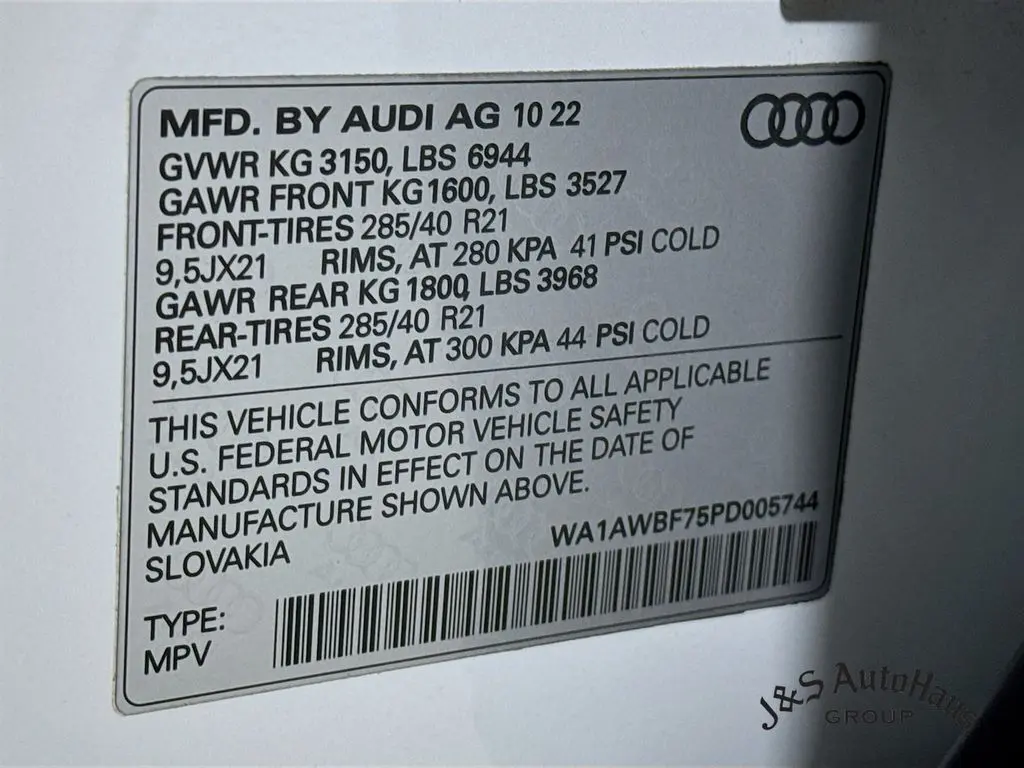 MFD. BY AUDI AG 10 22
GVWR KG 3150, LBS 6944
GAWR FRONT KG 1600, LBS 3527
FRONT-TIRES 285/40 R21
9,5JX21 RIMS, AT 280 KPA 41 PSI COLD
GAWR REAR KG 1800, LBS 3968
REAR-TIRES 285/40 R21
9,5JX21 RIMS, AT 300 KPA 44 PSI COLD
THIS VEHICLE CONFORMS TO ALL APPLICABLE
U.S. FEDERAL MOTOR VEHICLE SAFETY
STANDARDS IN EFFECT ON THE DATE OF
MANUFACTURE SHOWN ABOVE.
SLOVAKIA
WA1AWBF75PD005744
TYPE:
MPV
J&S AutoHaus
GROUP